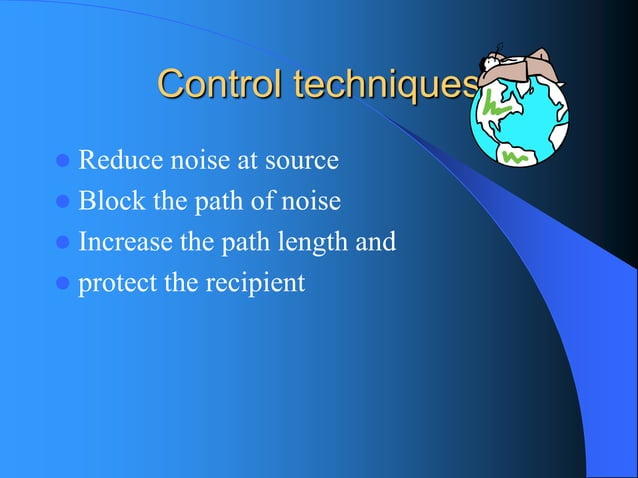 Control techniques
Reduce noise at source
Block the path of noise
Increase the path length and
protect the recipient